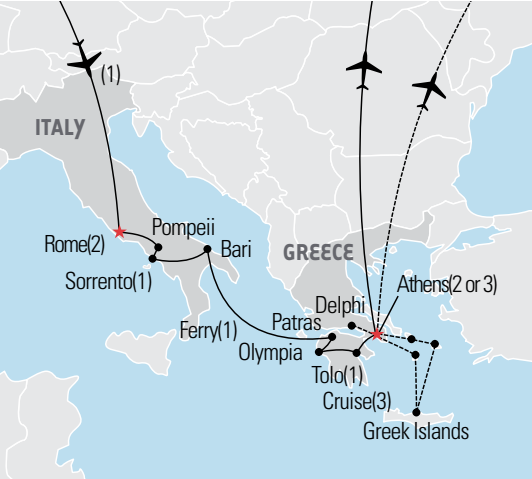 (1)
ITALY
Pompeii
Rome(2)
Bari
GREECE
Sorrento(1)
Athens(2 or 3)
Delphi
Ferry(1)
Patras
Olympia
Tolo(1)
Cruise(3)
Greek Islands